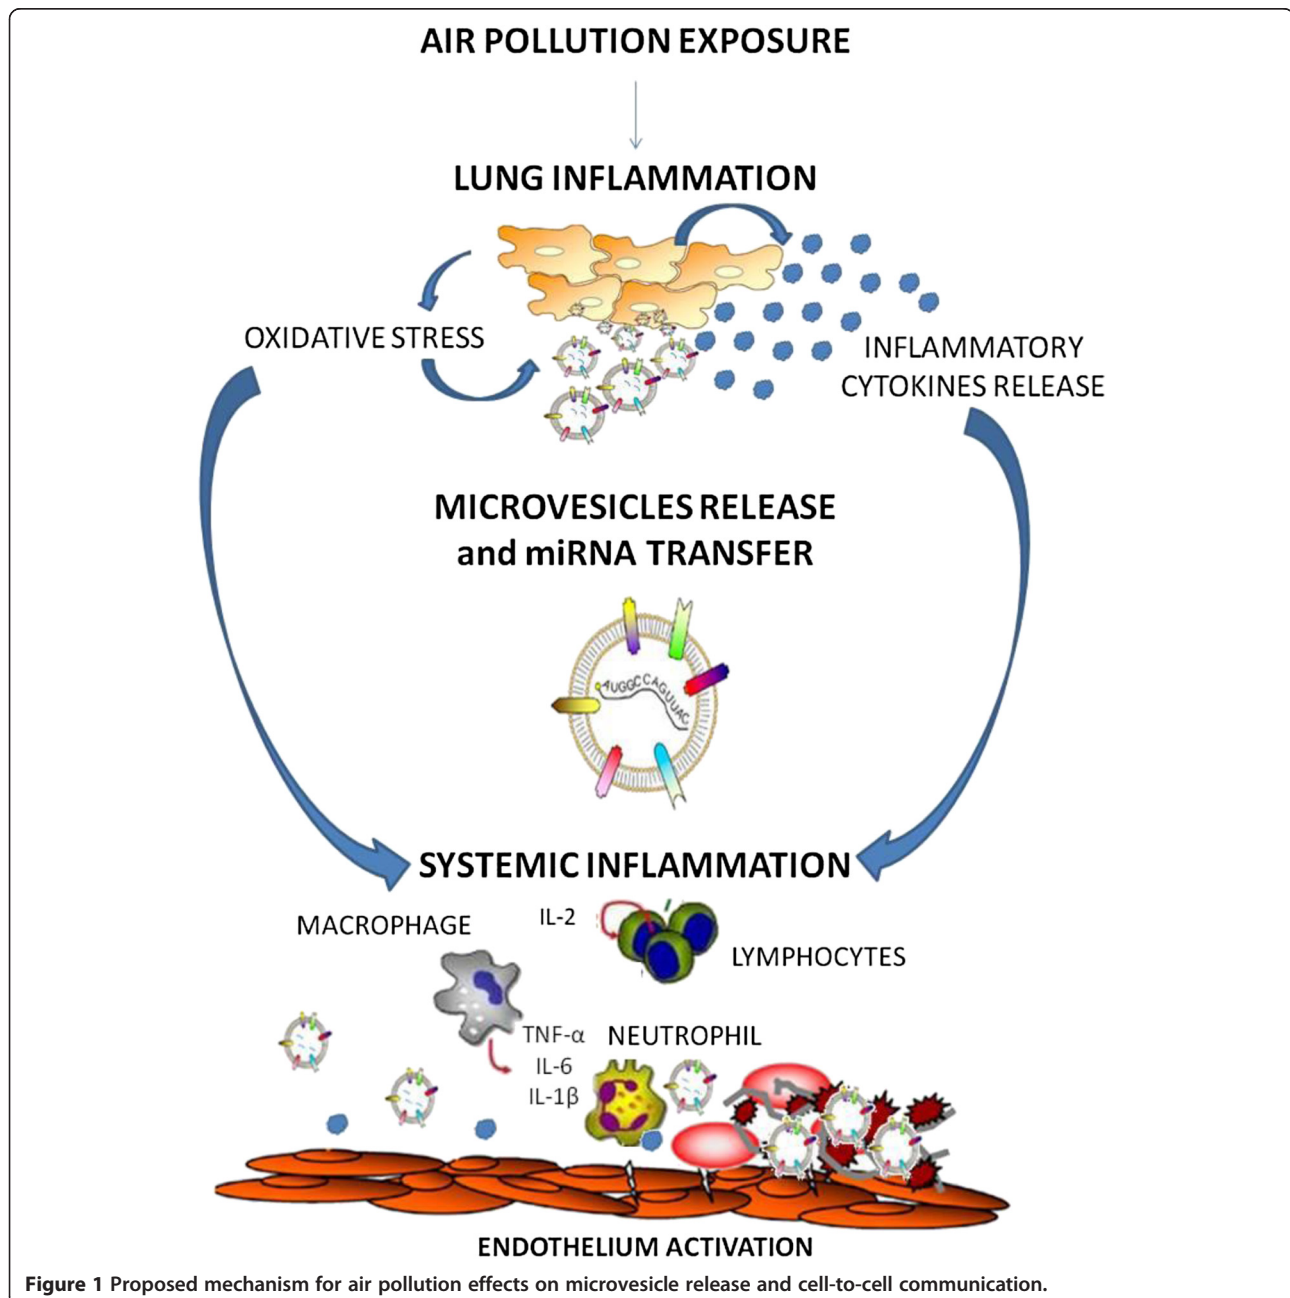 AIR POLLUTION EXPOSURE
LUNG INFLAMMATION
OXIDATIVE STRESS
INFLAMMATORY
CYTOKINES RELEASE
MICROVESICLES RELEASE
and miRNA TRANSFER
AUGGCCAGUUAC
SYSTEMIC INFLAMMATION
MACROPHAGE
IL-2
LYMPHOCYTES
TNF-α
NEUTROPHIL
IL-6
IL-1β
ENDOTHELIUM ACTIVATION
Figure 1 Proposed mechanism for air pollution effects on microvesicle release and cell-to-cell communication.